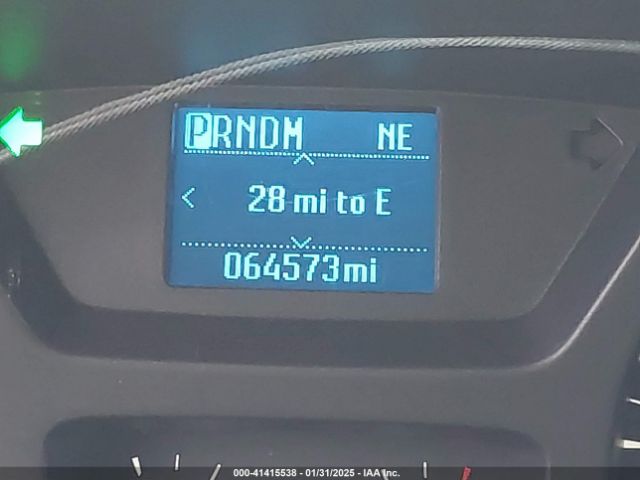 PRNDM NE
28 mi to E
064573mi
000-41415538 - 01/31/2025 - IAA Inc.